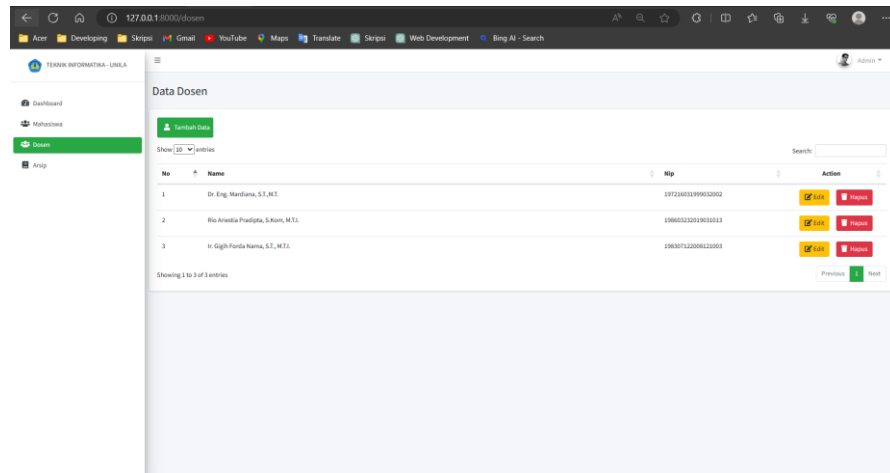 127.0.0.1:8000/dosen
Acer Developing Skripsi Gmail YouTube Maps Translate Skripsi Web Development Bing AI - Search
TEKNIK INFORMATIKA - UNILA
Admin
Data Dosen
Dashboard
Mahasiswa
Dosen
Arsip
Tambah Data
Show 10 entries
Search:
No Name Nip Action
1 Dr. Eng. Mardiana, S.T.,M.T. 197216031999032002 Edit Hapus
2 Rio Ariestia Pradipta, S.Kom, M.T.I. 198603232019031013 Edit Hapus
3 Ir. Gigih Forda Nama, S.T., M.T.I. 198307122008121003 Edit Hapus
Showing 1 to 3 of 3 entries
Previous 1 Next